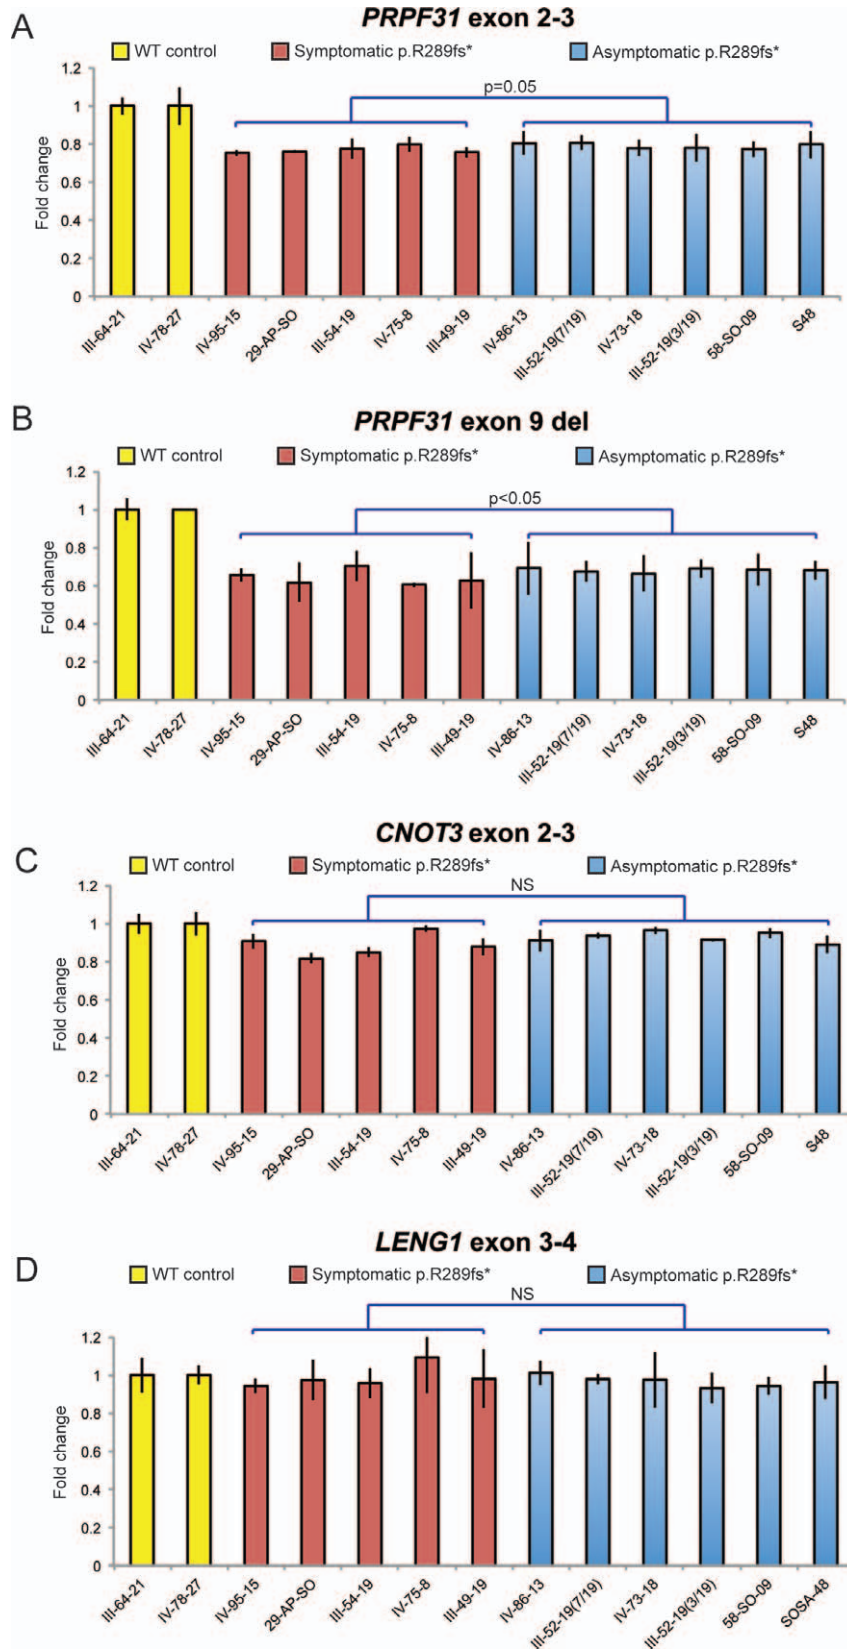 A
PRPF31 exon 2-3
WT control Symptomatic p.R289fs* Asymptomatic p.R289fs*
p=0.05
Fold change
1.2
1
0.8
0.6
0.4
0.2
0
III-64-21 IV-78-27 IV-95-15 29-AP-SO III-54-19 IV-75-8 III-49-19 IV-86-13 III-52-19(7/19) IV-73-18 III-52-19(3/19) 58-SO-09 S48
B
PRPF31 exon 9 del
WT control Symptomatic p.R289fs* Asymptomatic p.R289fs*
p<0.05
Fold change
1.2
1
0.8
0.6
0.4
0.2
0
III-64-21 IV-78-27 IV-95-15 29-AP-SO III-54-19 IV-75-8 III-49-19 IV-86-13 III-52-19(7/19) IV-73-18 III-52-19(3/19) 58-SO-09 S48
C
CNOT3 exon 2-3
WT control Symptomatic p.R289fs* Asymptomatic p.R289fs*
NS
Fold change
1.2
1
0.8
0.6
0.4
0.2
0
III-64-21 IV-78-27 IV-95-15 29-AP-SO III-54-19 IV-75-8 III-49-19 IV-86-13 III-52-19(7/19) IV-73-18 III-52-19(3/19) 58-SO-09 S48
D
LENG1 exon 3-4
WT control Symptomatic p.R289fs* Asymptomatic p.R289fs*
NS
Fold change
1.2
1
0.8
0.6
0.4
0.2
0
III-64-21 IV-78-27 IV-95-15 29-AP-SO III-54-19 IV-75-8 III-49-19 IV-86-13 III-52-19(7/19) IV-73-18 III-52-19(3/19) 58-SO-09 SOSA-48